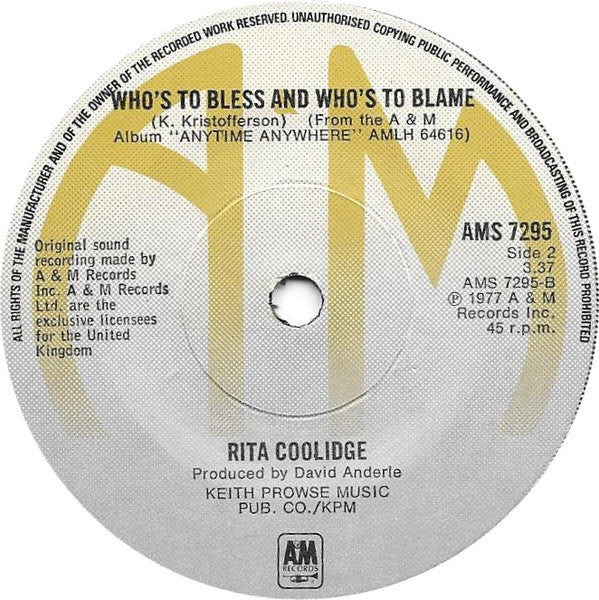 ALL RIGHTS OF THE MANUFACTURER AND OF THE OWNER OF THE RECORDED WORK RESERVED. UNAUTHORISED COPYING PUBLIC PERFORMANCE AND BROADCASTING OF THIS RECORD PROHIBITED
A&M
WHO'S TO BLESS AND WHO'S TO BLAME
(K. Kristofferson) (From the A & M
Album "ANYTIME ANYWHERE" AMLH 64616)
Original sound
recording made by
A & M Records
Inc. A & M Records
Ltd. are the
exclusive licensees
for the United
Kingdom
AMS 7295
Side 2
3.37
AMS 7295-B
℗ 1977 A & M
Records Inc.
45 r.p.m.
RITA COOLIDGE
Produced by David Anderle
KEITH PROWSE MUSIC
PUB. CO./KPM
A&M
RECORDS